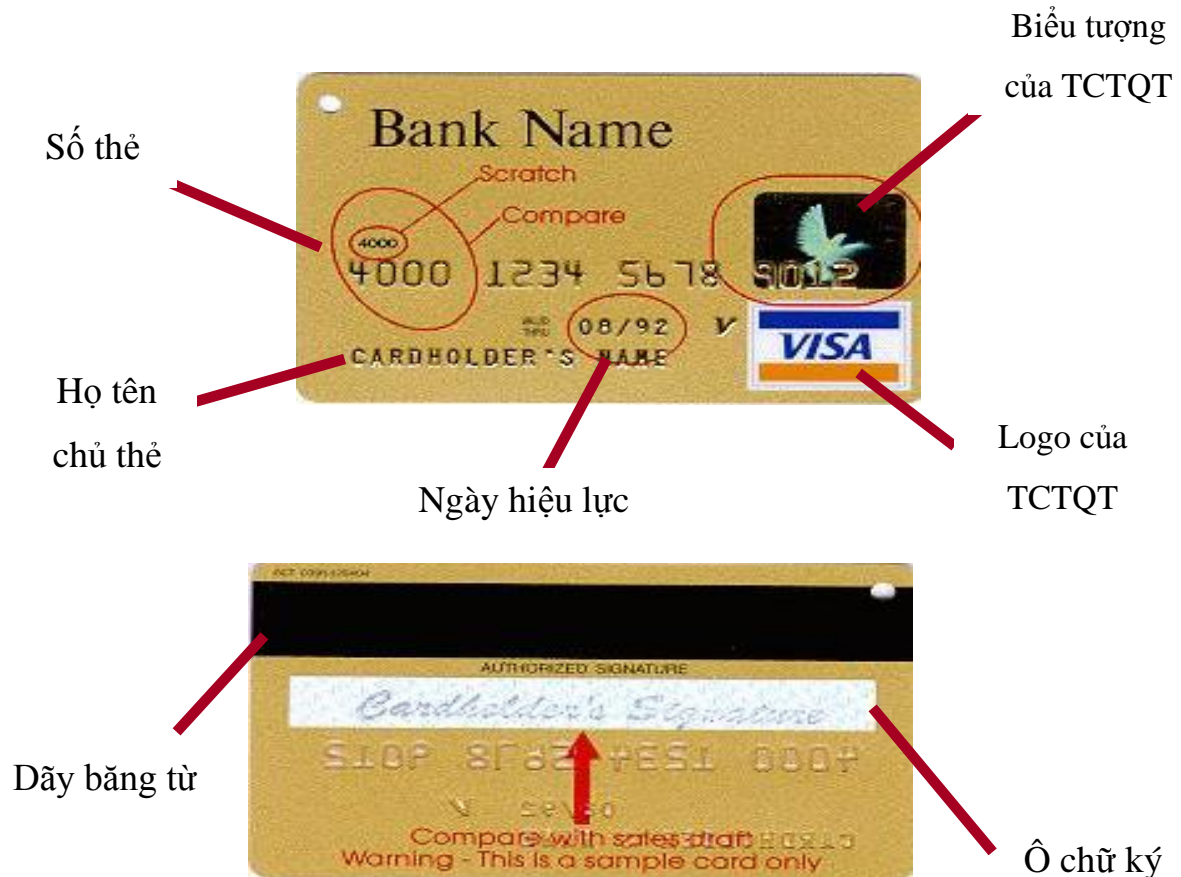 Biểu tượng
của TCTQT
Số thẻ
Bank Name
Scratch
Compare
4000
4000 1234 5678 9012
VALID
THRU
08/92 V
VISA
CARDHOLDER'S NAME
Họ tên
chủ thẻ
Ngày hiệu lực
Logo của
TCTQT
AUTHORIZED SIGNATURE
Cardholder's Signature
Dãy băng từ
Compare with sales draft
Warning - This is a sample card only
Ô chữ ký